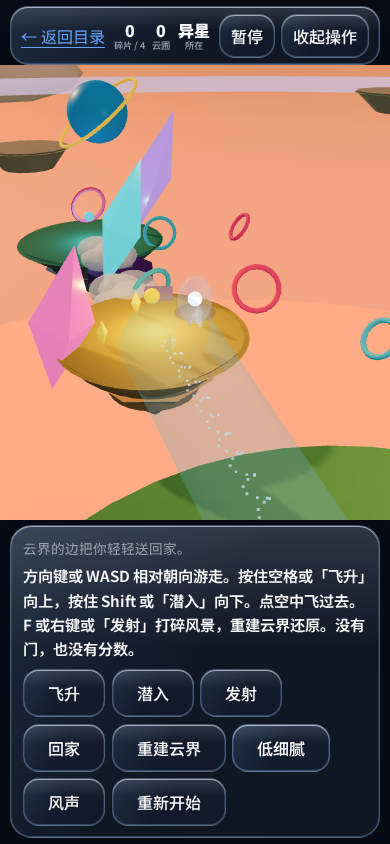 ← 返回目录
0 0 异星
碎片 / 4 云圃 所在
暂停
收起操作
云界的边把你轻轻送回家。
方向键或 WASD 相对朝向游走。按住空格或「飞升」
向上，按住 Shift 或「潜入」向下。点空中飞过去。
F 或右键或「发射」打碎风景，重建云界还原。没有
门，也没有分数。
飞升 潜入 发射
回家 重建云界 低细腻
风声 重新开始